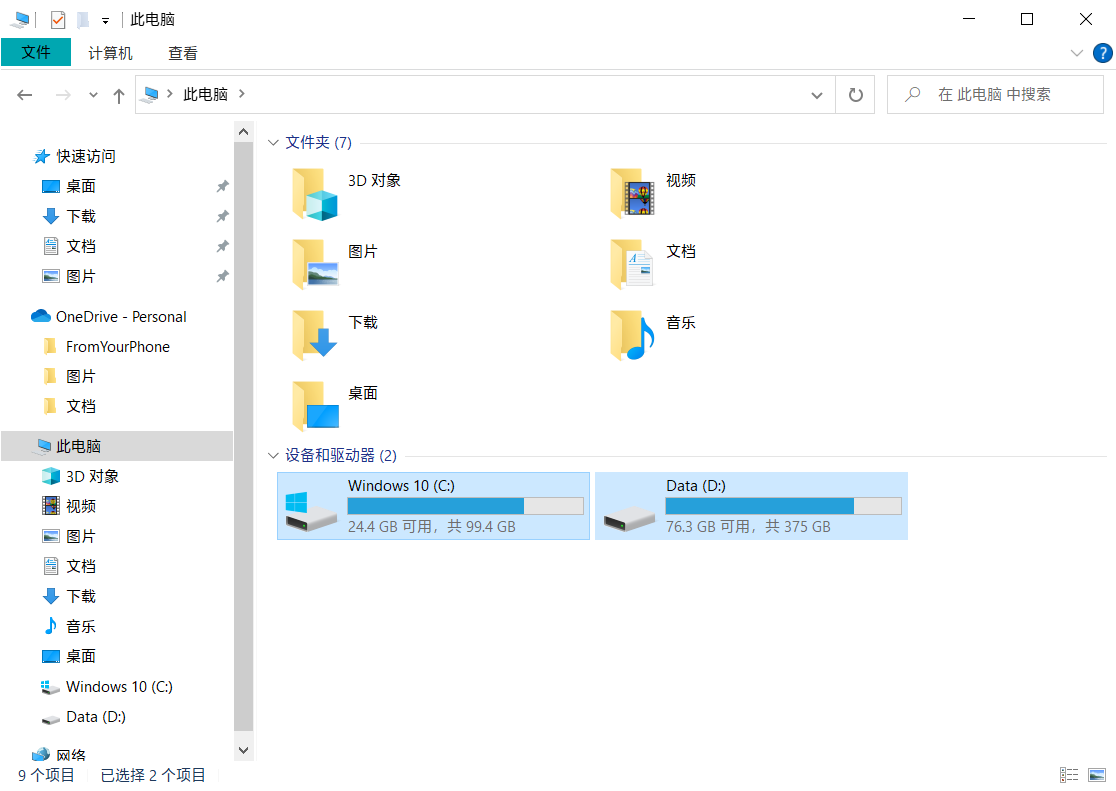 此电脑
文件 计算机 查看
此电脑
在 此电脑 中搜索
快速访问
桌面
下载
文档
图片
OneDrive - Personal
FromYourPhone
图片
文档
此电脑
3D 对象
视频
图片
文档
下载
音乐
桌面
Windows 10 (C:)
Data (D:)
网络
文件夹 (7)
3D 对象
视频
图片
文档
下载
音乐
桌面
设备和驱动器 (2)
Windows 10 (C:)
24.4 GB 可用，共 99.4 GB
Data (D:)
76.3 GB 可用，共 375 GB
9 个项目 已选择 2 个项目